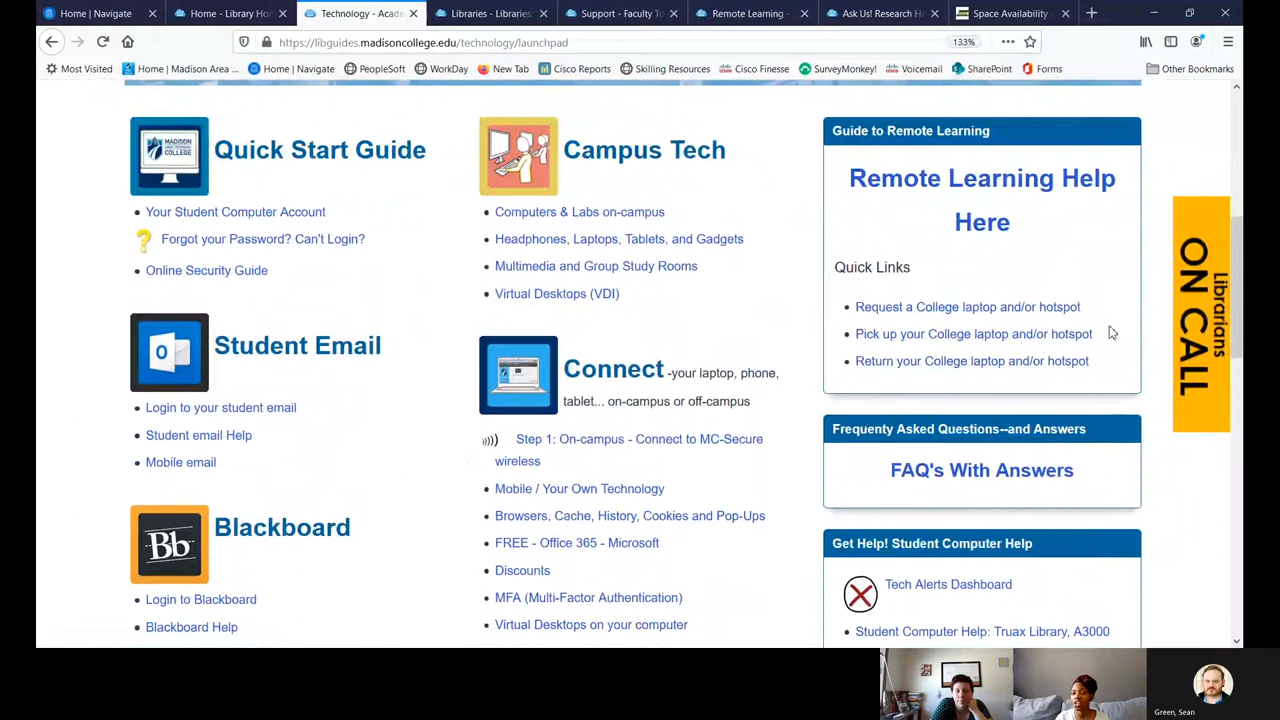 Home | Navigate
Home - Library Hor
Technology - Acade
Libraries - Libraries:
Support - Faculty To
Remote Learning -
Ask Us! Research H
Space Availability -
https://libguides.madisoncollege.edu/technology/launchpad
133%
Most Visited
Home | Madison Area ...
Home | Navigate
PeopleSoft
WorkDay
New Tab
Cisco Reports
Skilling Resources
Cisco Finesse
SurveyMonkey!
Voicemail
SharePoint
Forms
Other Bookmarks
MADISON AREA TECHNICAL COLLEGE
Quick Start Guide
Your Student Computer Account
Forgot your Password? Can't Login?
Online Security Guide
Student Email
Login to your student email
Student email Help
Mobile email
Bb
Blackboard
Login to Blackboard
Blackboard Help
Campus Tech
Computers & Labs on-campus
Headphones, Laptops, Tablets, and Gadgets
Multimedia and Group Study Rooms
Virtual Desktops (VDI)
Connect -your laptop, phone,
tablet... on-campus or off-campus
Step 1: On-campus - Connect to MC-Secure
wireless
Mobile / Your Own Technology
Browsers, Cache, History, Cookies and Pop-Ups
FREE - Office 365 - Microsoft
Discounts
MFA (Multi-Factor Authentication)
Virtual Desktops on your computer
Guide to Remote Learning
Remote Learning Help
Here
Quick Links
Request a College laptop and/or hotspot
Pick up your College laptop and/or hotspot
Return your College laptop and/or hotspot
Frequenty Asked Questions--and Answers
FAQ's With Answers
Get Help! Student Computer Help
Tech Alerts Dashboard
Student Computer Help: Truax Library, A3000
Librarians
ON CALL
Green, Sean